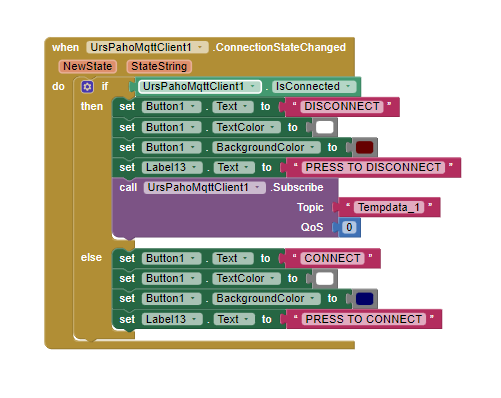 when UrsPahoMqttClient1 .ConnectionStateChanged
NewState StateString
do if UrsPahoMqttClient1 . IsConnected
then set Button1 . Text to " DISCONNECT "
set Button1 . TextColor to
set Button1 . BackgroundColor to
set Label13 . Text to " PRESS TO DISCONNECT "
call UrsPahoMqttClient1 .Subscribe
Topic " Tempdata_1 "
QoS 0
else set Button1 . Text to " CONNECT "
set Button1 . TextColor to
set Button1 . BackgroundColor to
set Label13 . Text to " PRESS TO CONNECT "